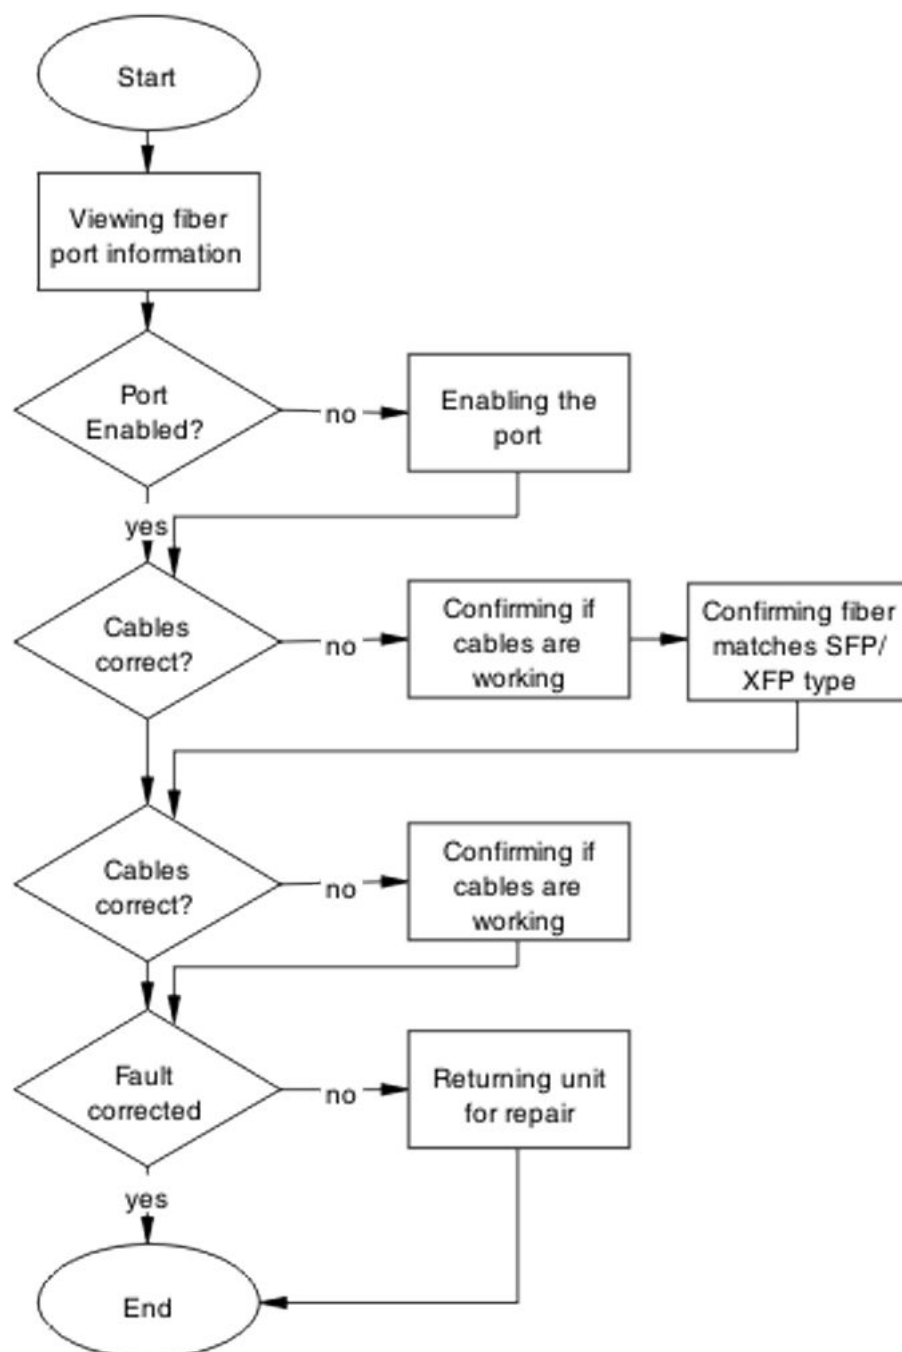 Start
Viewing fiber
port information
Port
Enabled?
no
Enabling the
port
yes
Cables
correct?
no
Confirming if
cables are
working
Confirming fiber
matches SFP/
XFP type
Cables
correct?
no
Confirming if
cables are
working
Fault
corrected
no
Returning unit
for repair
yes
End